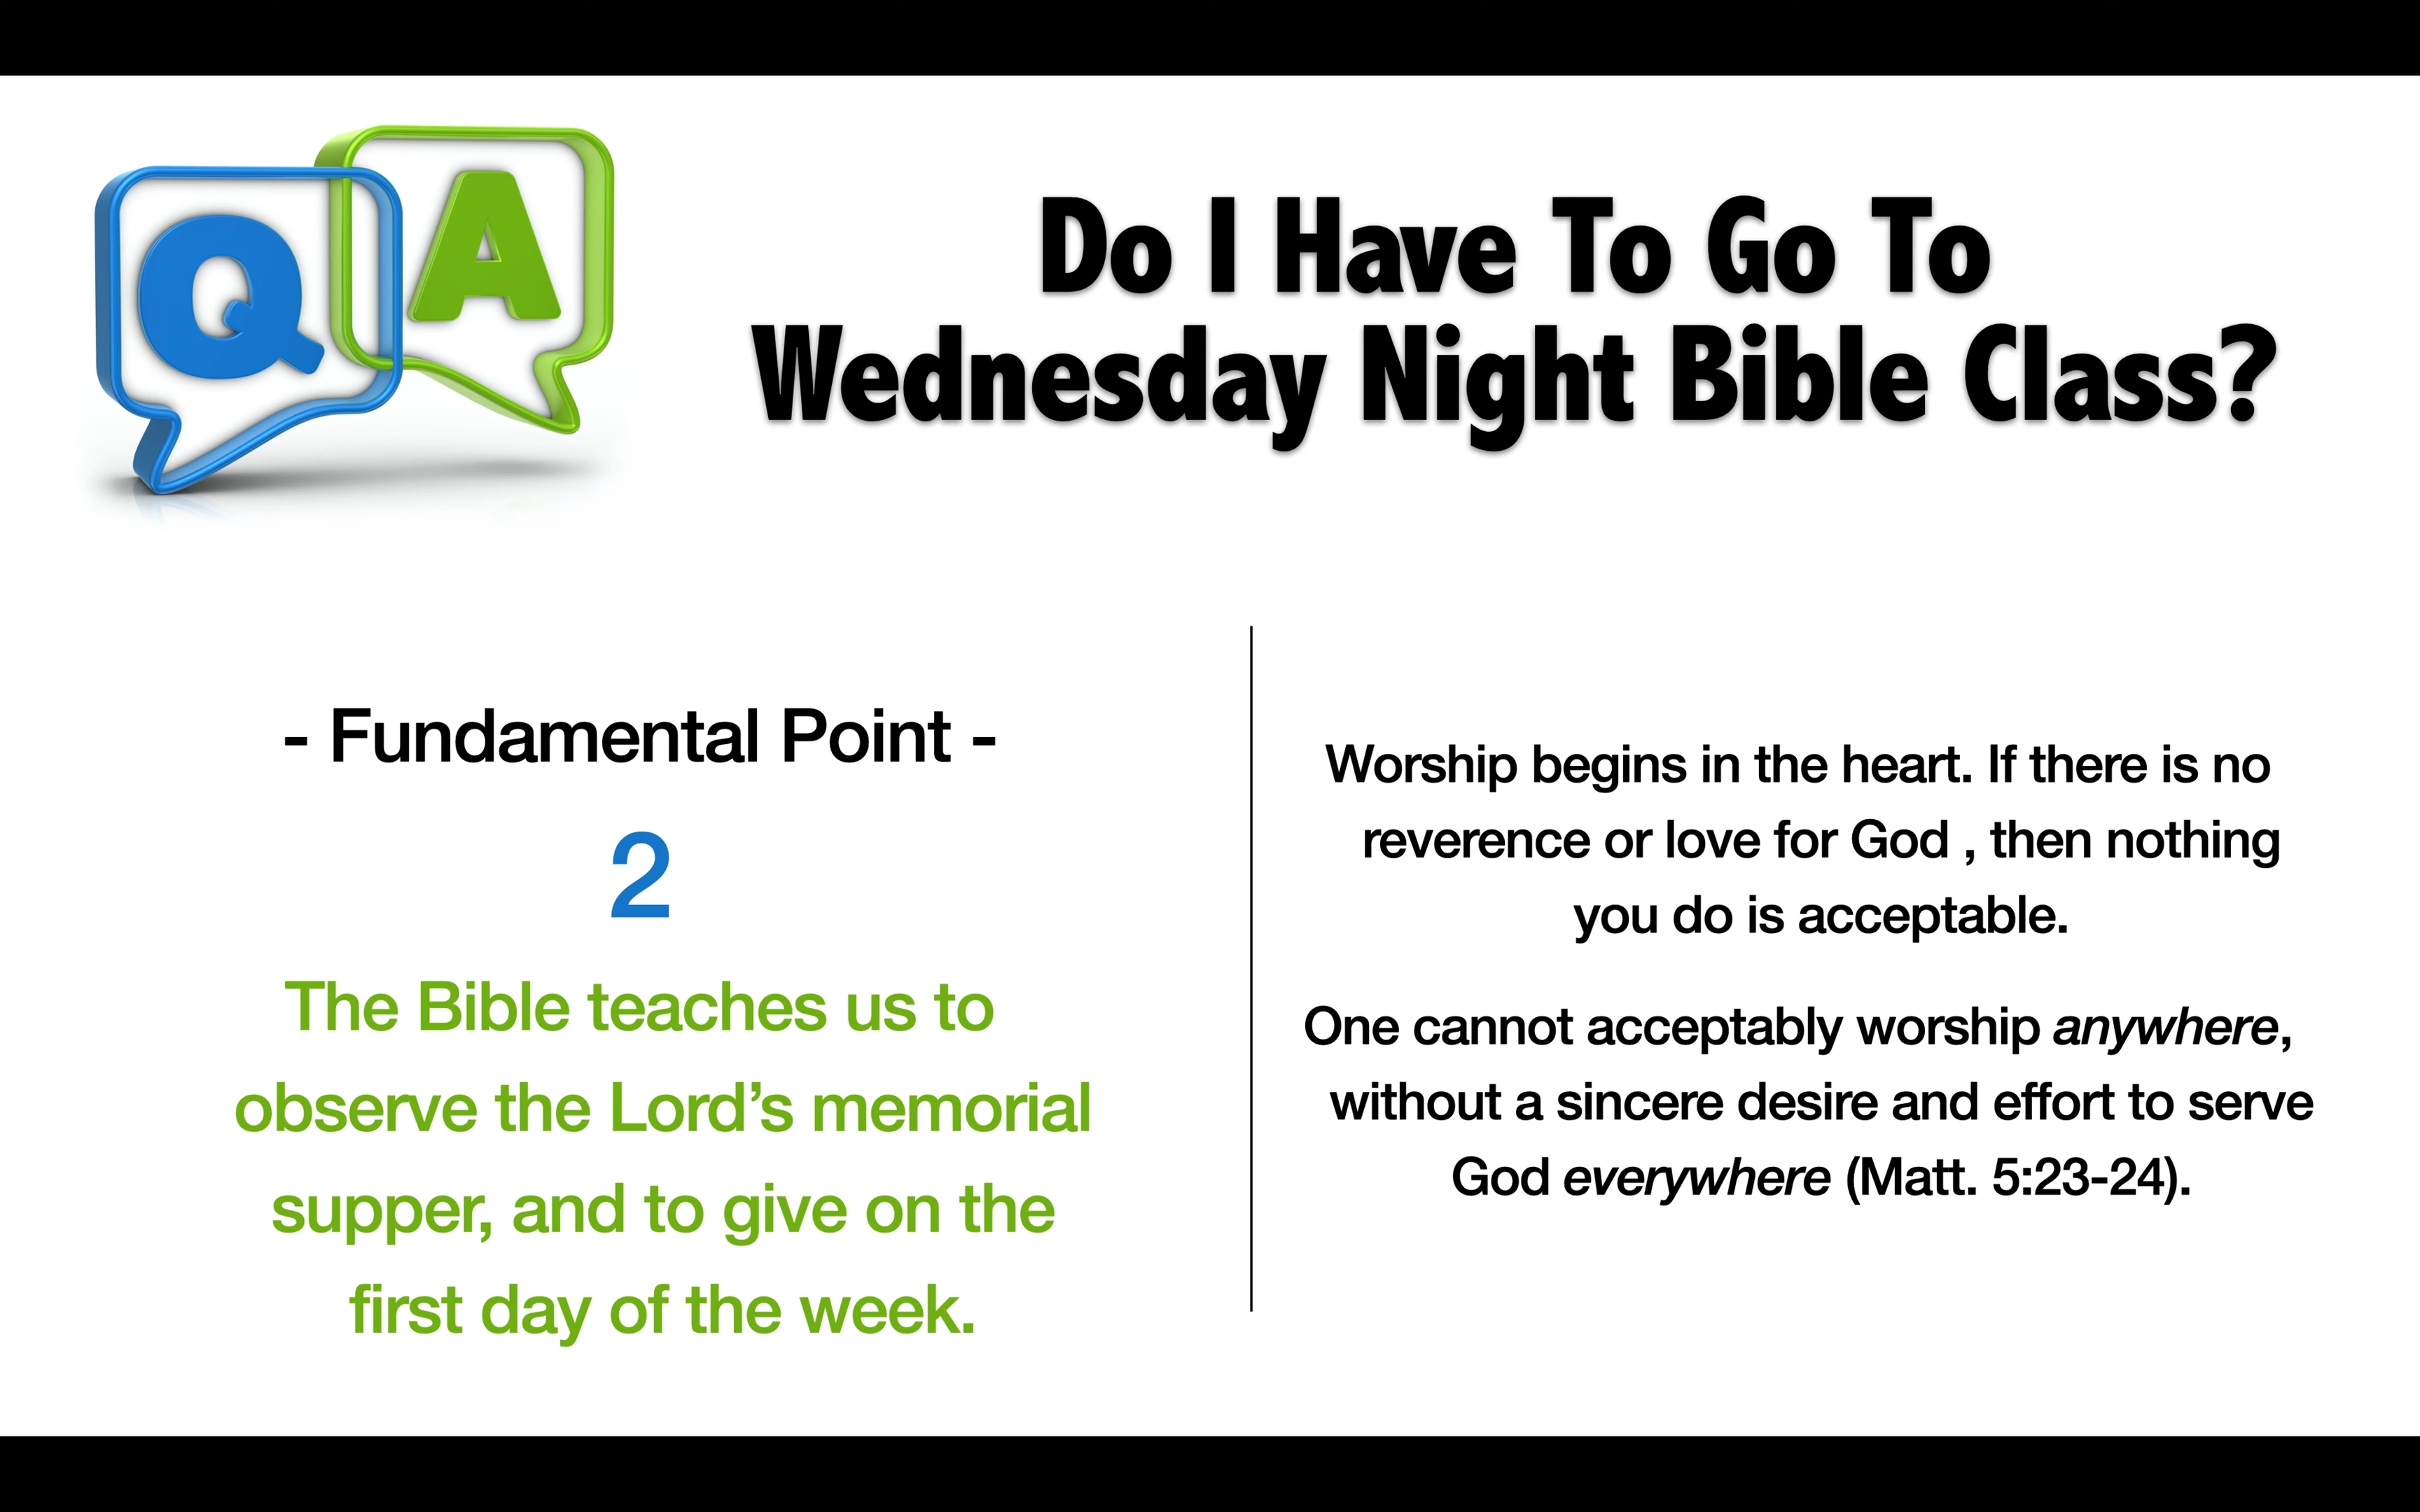 Q A
Do I Have To Go To
Wednesday Night Bible Class?
- Fundamental Point -
2
The Bible teaches us to
observe the Lord’s memorial
supper, and to give on the
first day of the week.
Worship begins in the heart. If there is no
reverence or love for God , then nothing
you do is acceptable.
One cannot acceptably worship anywhere,
without a sincere desire and effort to serve
God everywhere (Matt. 5:23-24).